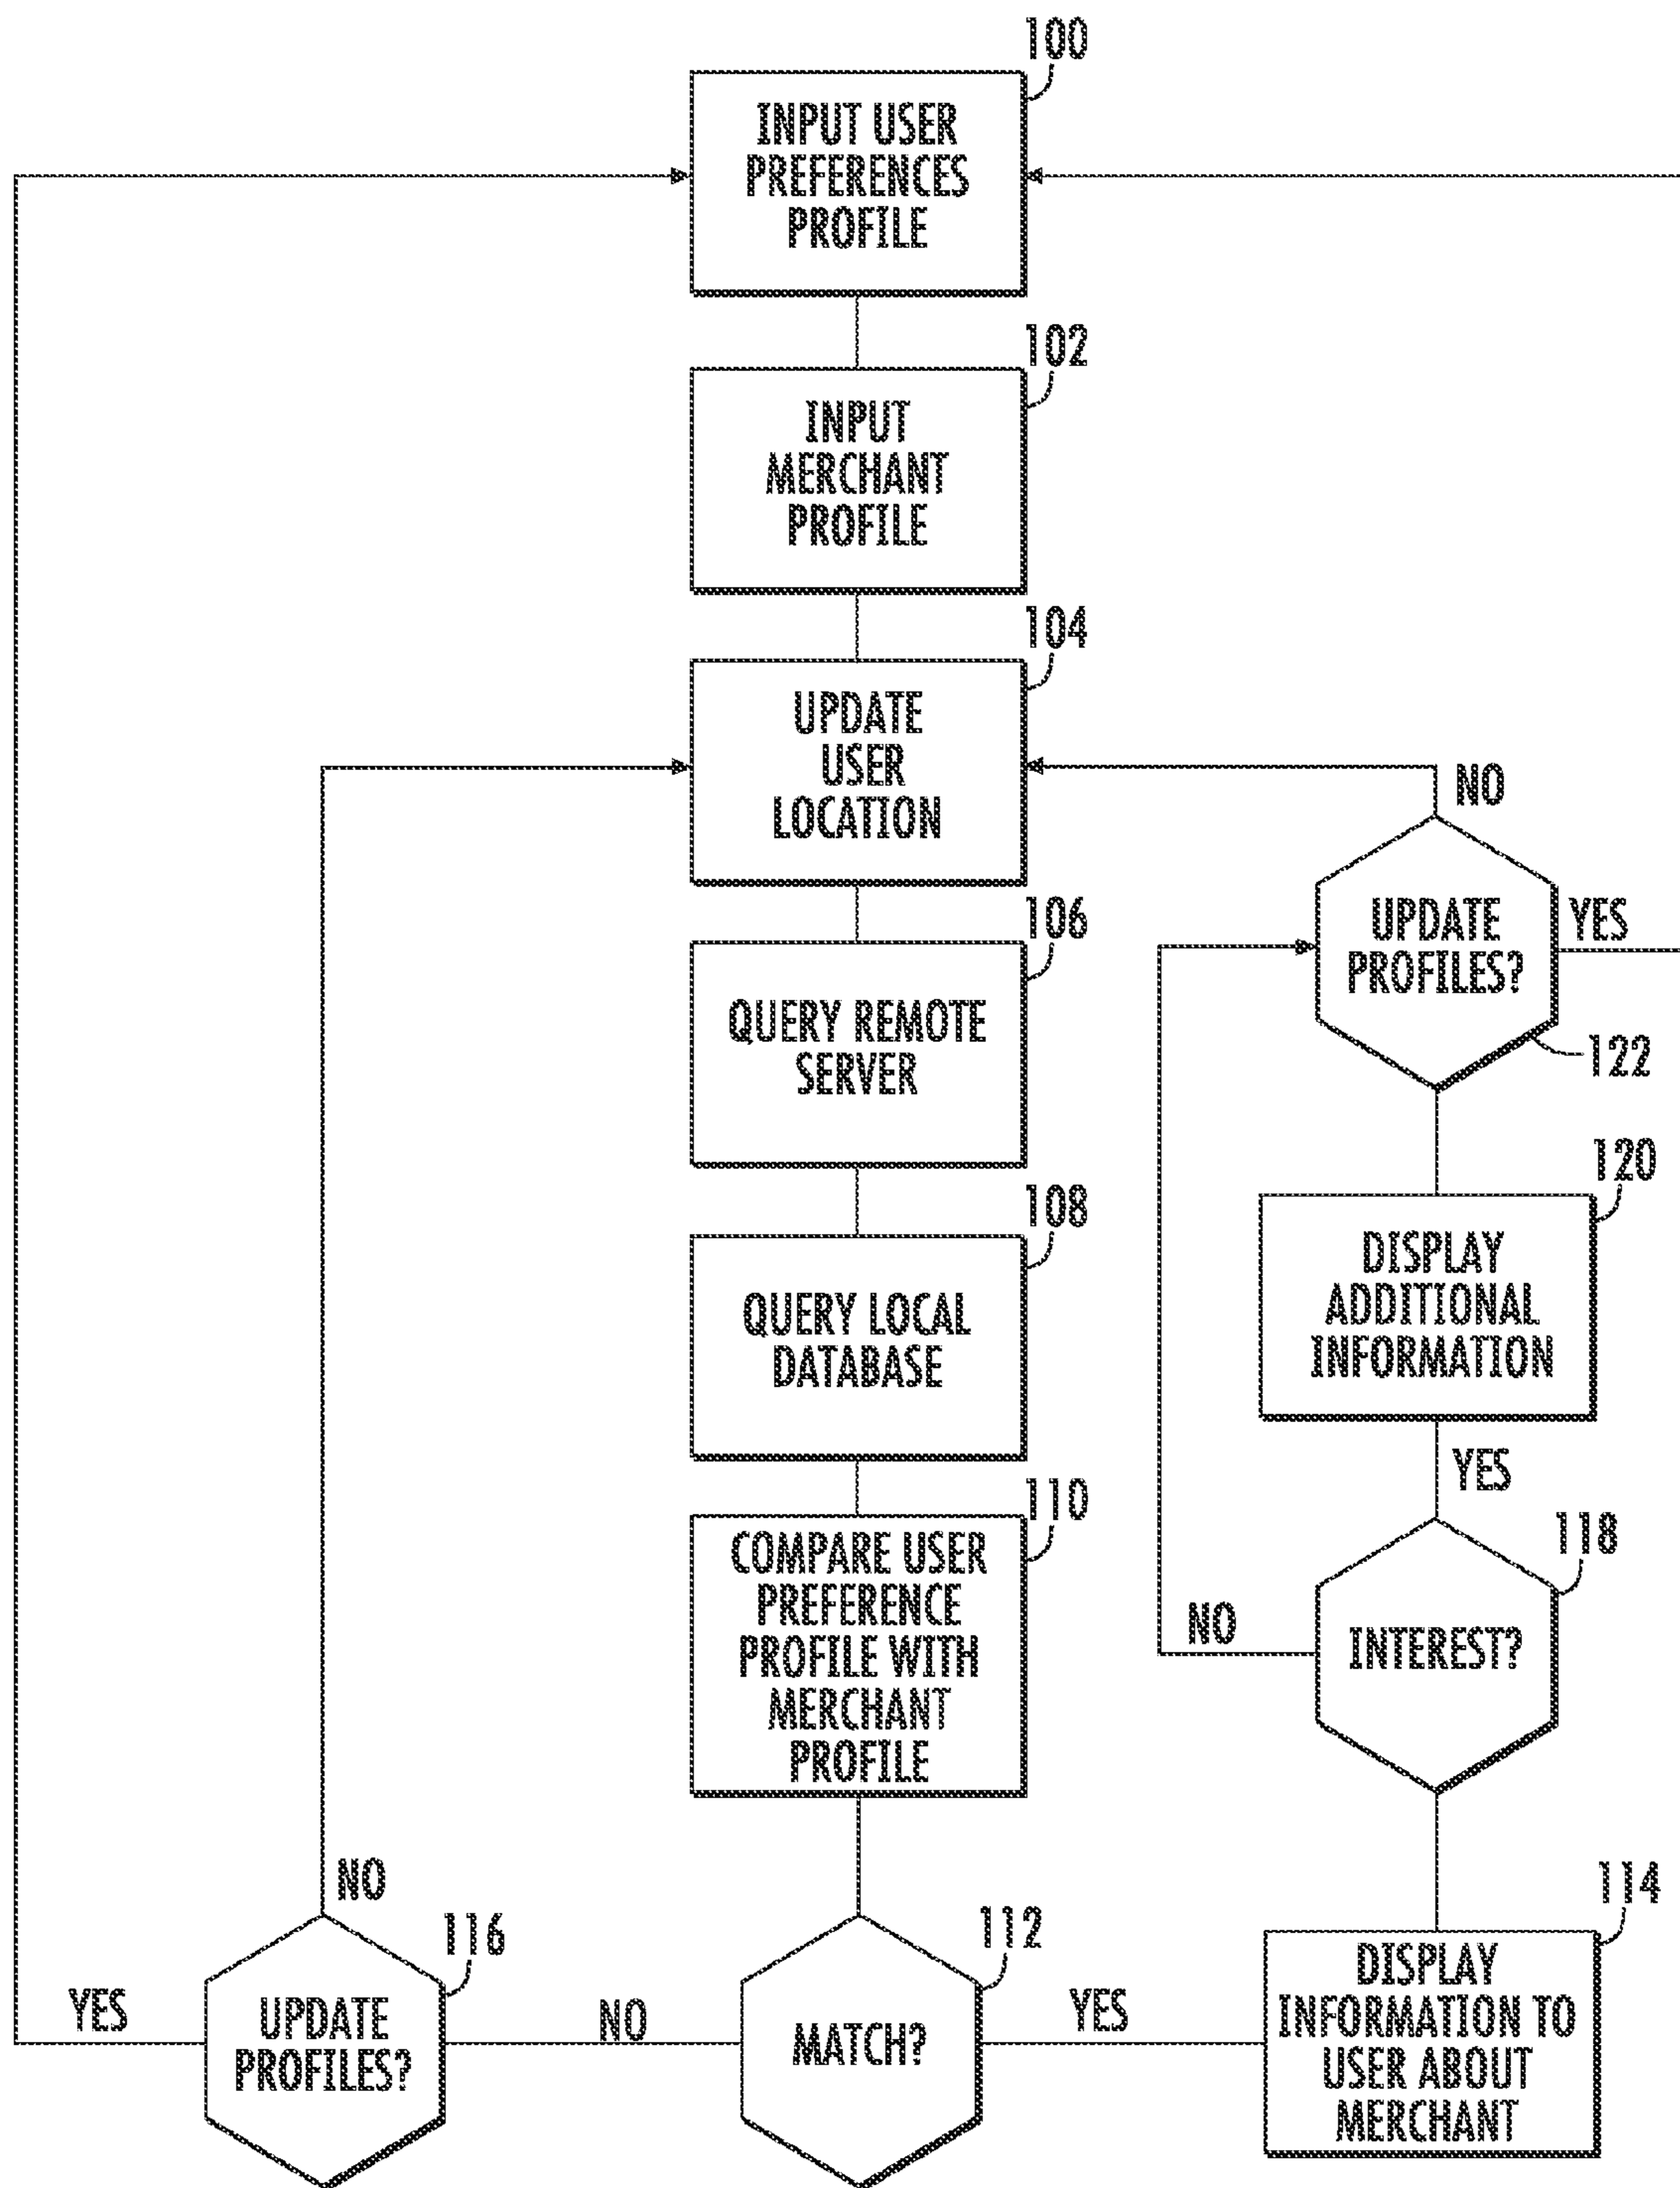 100
INPUT USER
PREFERENCES
PROFILE
102
INPUT
MERCHANT
PROFILE
104
UPDATE
USER
LOCATION
NO
UPDATE
PROFILES?
YES
122
106
QUERY REMOTE
SERVER
120
DISPLAY
ADDITIONAL
INFORMATION
YES
108
QUERY LOCAL
DATABASE
110
COMPARE USER
PREFERENCE
PROFILE WITH
MERCHANT
PROFILE
118
INTEREST?
NO
NO
116
UPDATE
PROFILES?
YES
NO
112
MATCH?
YES
114
DISPLAY
INFORMATION TO
USER ABOUT
MERCHANT